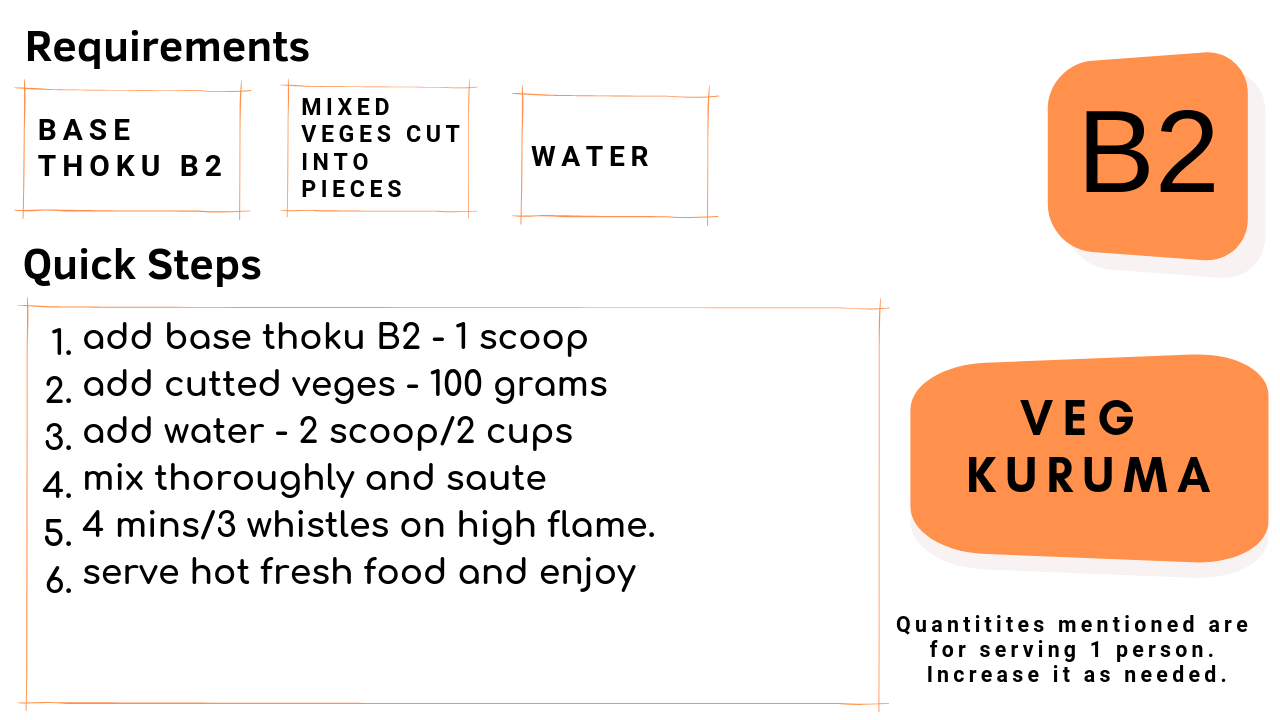 Requirements
BASE
THOKU B2
MIXED
VEGES CUT
INTO
PIECES
WATER
B2
Quick Steps
1. add base thoku B2 - 1 scoop
2. add cutted veges - 100 grams
3. add water - 2 scoop/2 cups
4. mix thoroughly and saute
5. 4 mins/3 whistles on high flame.
6. serve hot fresh food and enjoy
VEG
KURUMA
Quantitites mentioned are
for serving 1 person.
Increase it as needed.